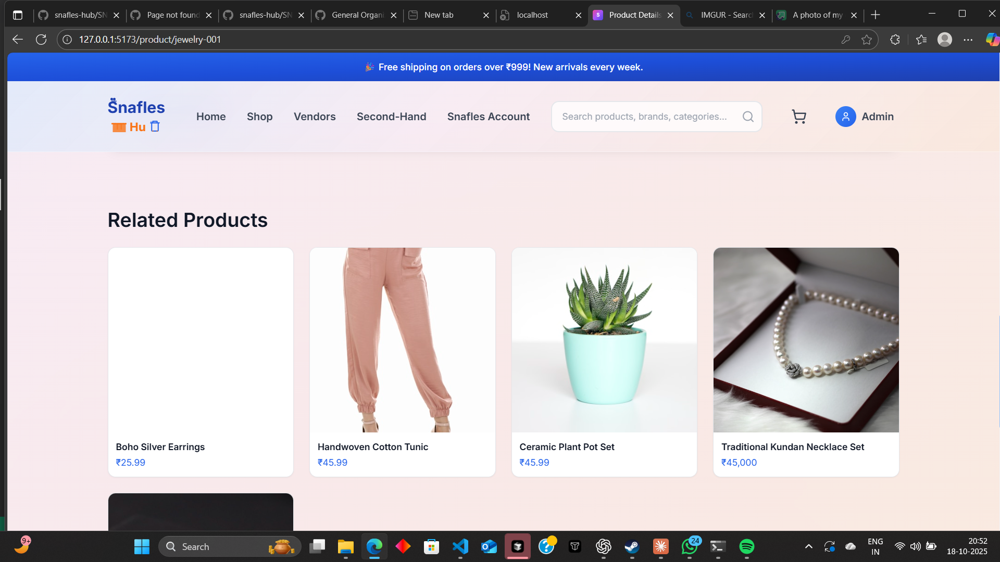 snafles-hub/SN
Page not found
snafles-hub/SN
General Organi
New tab
localhost
Product Details
IMGUR - Search
A photo of my
127.0.0.1:5173/product/jewelry-001
🎉 Free shipping on orders over ₹999! New arrivals every week.
Snafles
Hu
Home
Shop
Vendors
Second-Hand
Snafles Account
Search products, brands, categories...
Admin
Related Products
Boho Silver Earrings
₹25.99
Handwoven Cotton Tunic
₹45.99
Ceramic Plant Pot Set
₹45.99
Traditional Kundan Necklace Set
₹45,000
9+
Search
24
ENG
IN
20:52
18-10-2025